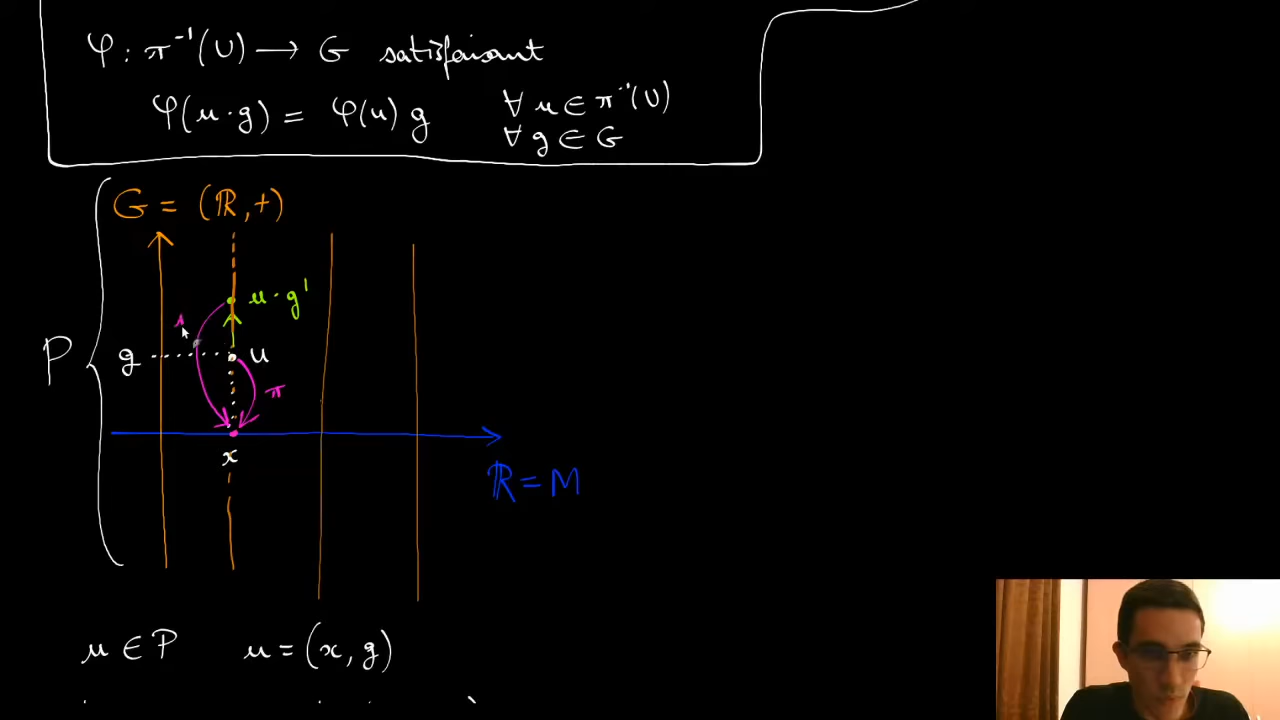 φ : π⁻¹(U) → G satisfaisant
φ(u · g) = φ(u) g ∀ u ∈ π⁻¹(U)
∀ g ∈ G
G = (ℝ, +)
u · g'
P
g
u
π
x
ℝ = M
u ∈ P u = (x, g)